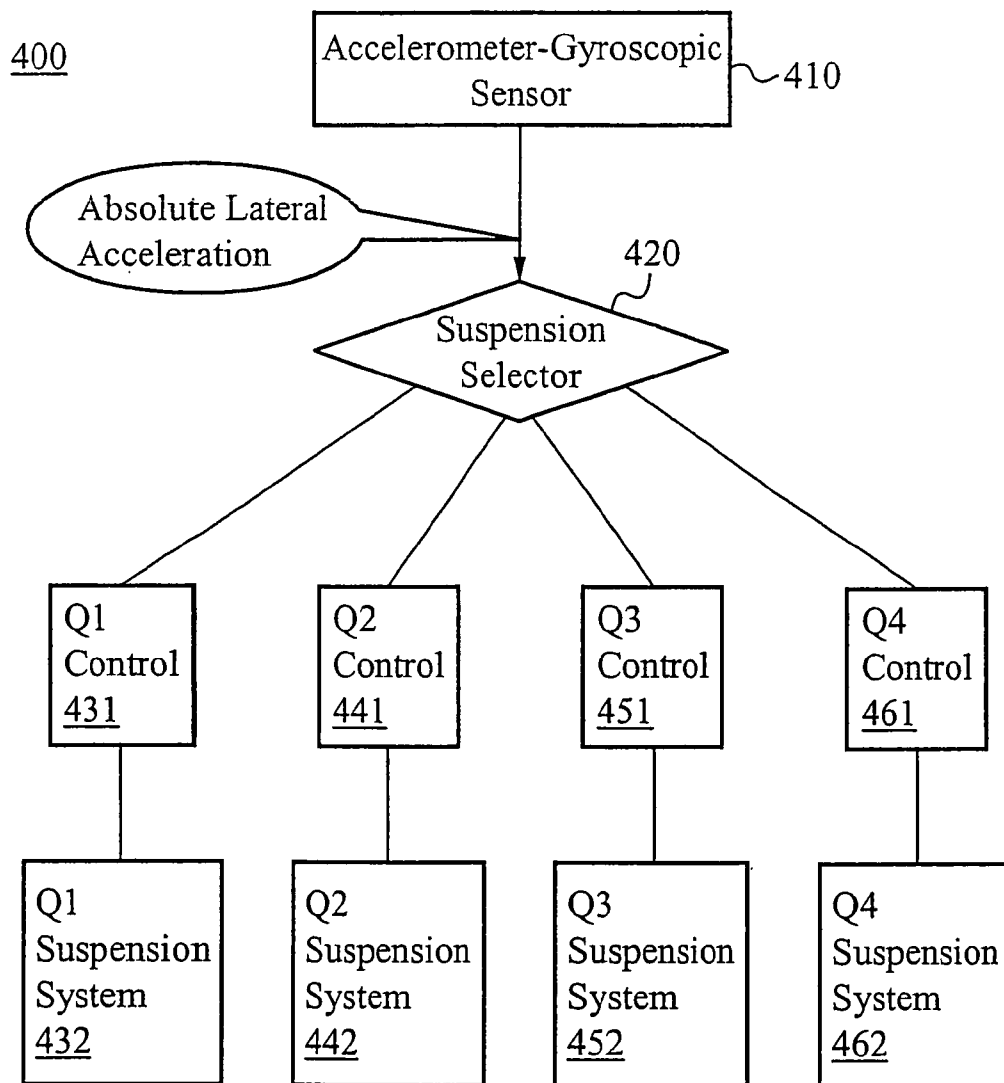 400
Accelerometer-Gyroscopic
Sensor
410
Absolute Lateral
Acceleration
420
Suspension
Selector
Q1
Control
431
Q2
Control
441
Q3
Control
451
Q4
Control
461
Q1
Suspension
System
432
Q2
Suspension
System
442
Q3
Suspension
System
452
Q4
Suspension
System
462